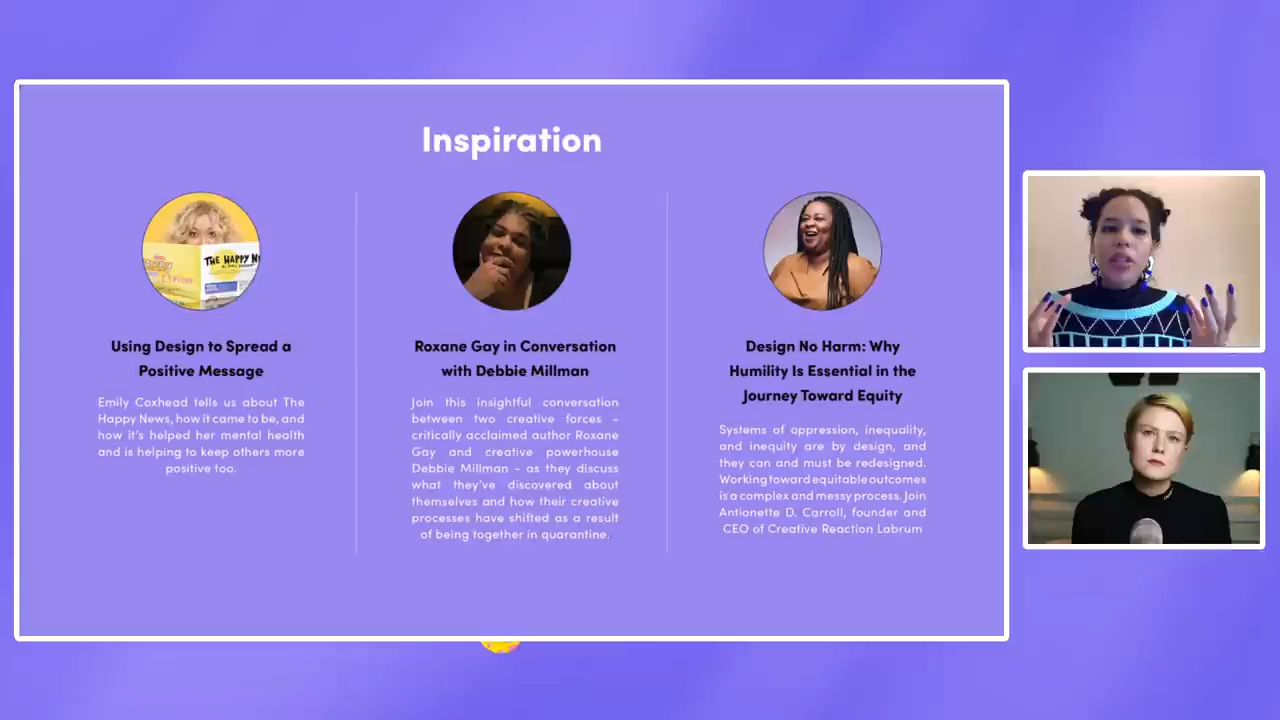 Inspiration
THE HAPPY N
Using Design to Spread a
Positive Message
Emily Coxhead tells us about The
Happy News, how it came to be, and
how it's helped her mental health
and is helping to keep others more
positive too.
Roxane Gay in Conversation
with Debbie Millman
Join this insightful conversation
between two creative forces –
critically acclaimed author Roxane
Gay and creative powerhouse
Debbie Millman – as they discuss
what they've discovered about
themselves and how their creative
processes have shifted as a result
of being together in quarantine.
Design No Harm: Why
Humility Is Essential in the
Journey Toward Equity
Systems of oppression, inequality,
and inequity are by design, and
they can and must be redesigned.
Working toward equitable outcomes
is a complex and messy process. Join
Antionette D. Carroll, founder and
CEO of Creative Reaction Labrum